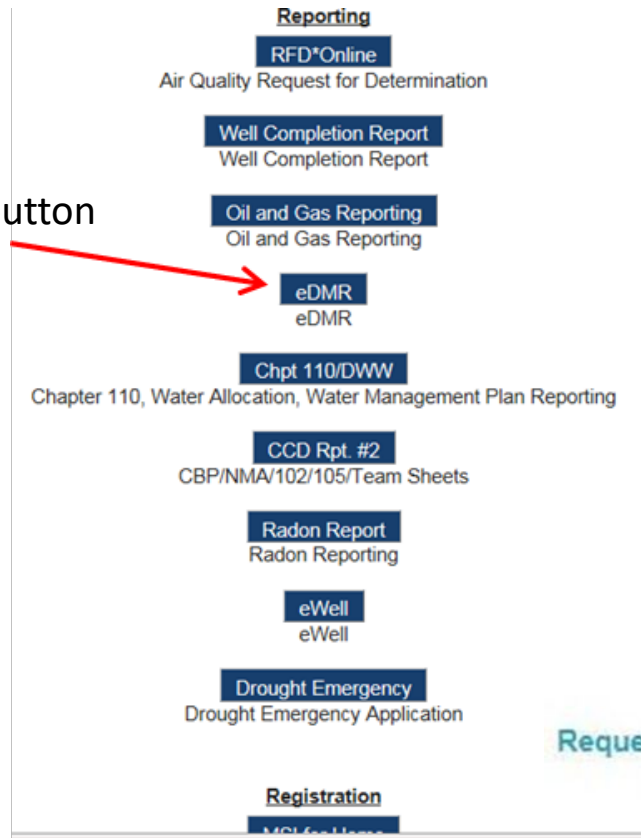 Reporting
RFD*Online
Air Quality Request for Determination
Well Completion Report
Well Completion Report
utton
Oil and Gas Reporting
Oil and Gas Reporting
eDMR
eDMR
Chpt 110/DWW
Chapter 110, Water Allocation, Water Management Plan Reporting
CCD Rpt. #2
CBP/NMA/102/105/Team Sheets
Radon Report
Radon Reporting
eWell
eWell
Drought Emergency
Drought Emergency Application
Reque
Registration